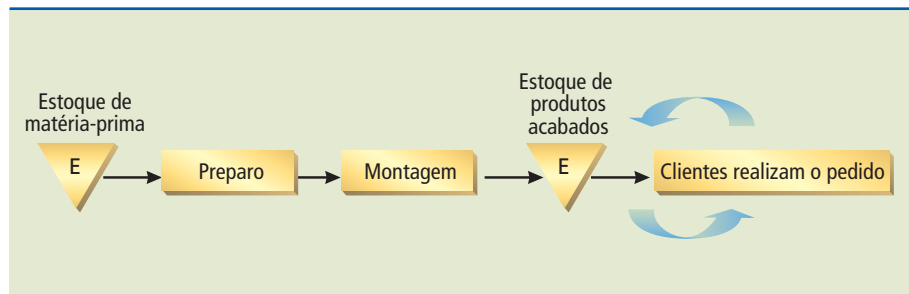 Estoque de
matéria-prima
E
Preparo
Montagem
Estoque de
produtos
acabados
E
Clientes realizam o pedido